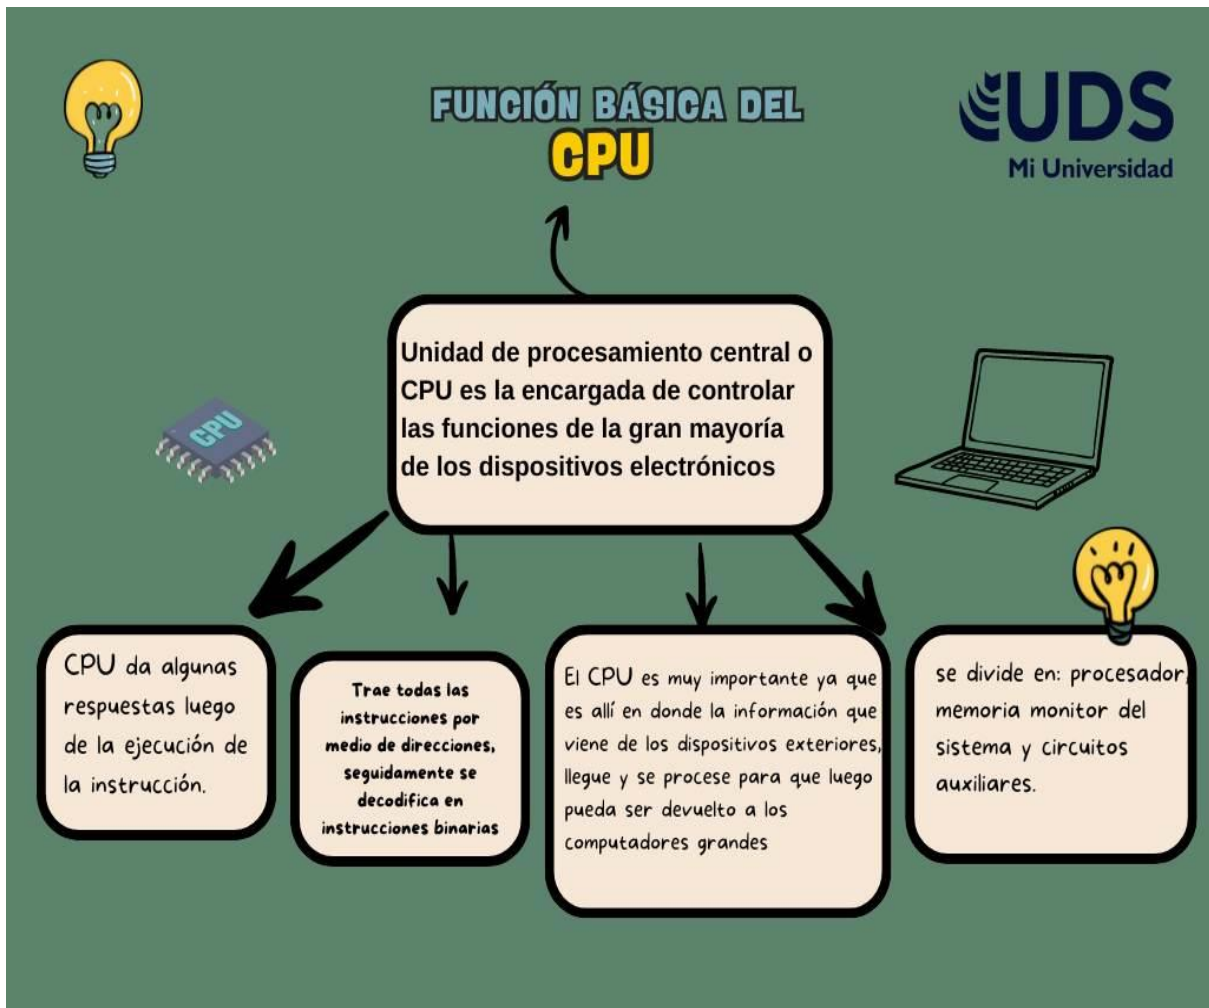 FUNCIÓN BÁSICA DEL
CPU
UDS
Mi Universidad
Unidad de procesamiento central o
CPU es la encargada de controlar
las funciones de la gran mayoría
de los dispositivos electrónicos
CPU
CPU da algunas
respuestas luego
de la ejecución de
la instrucción.
Trae todas las
instrucciones por
medio de direcciones,
seguidamente se
decodifica en
instrucciones binarias
El CPU es muy importante ya que
es allí en donde la información que
viene de los dispositivos exteriores,
llegue y se procese para que luego
pueda ser devuelto a los
computadores grandes
se divide en: procesador,
memoria monitor del
sistema y circuitos
auxiliares.